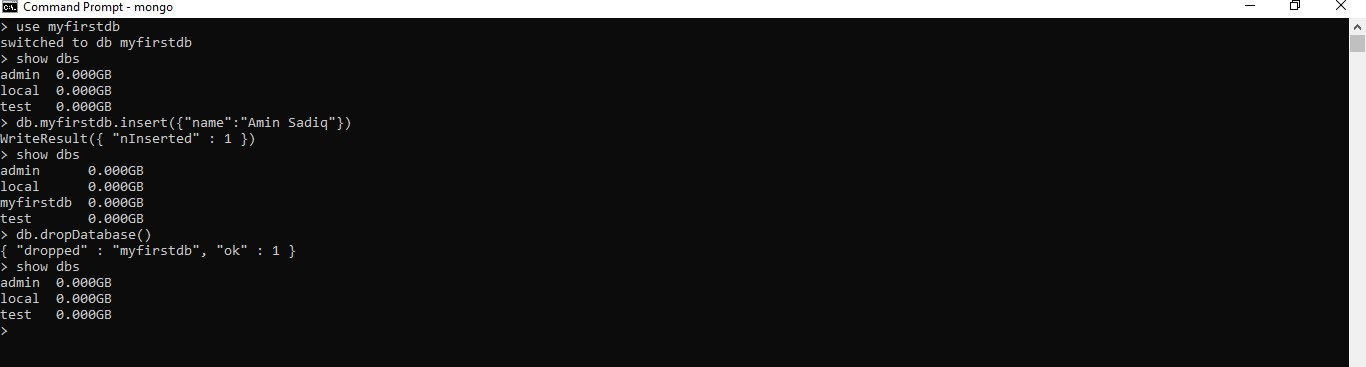 Command Prompt - mongo
> use myfirstdb
switched to db myfirstdb
> show dbs
admin  0.000GB
local  0.000GB
test   0.000GB
> db.myfirstdb.insert({"name":"Amin Sadiq"})
WriteResult({ "nInserted" : 1 })
> show dbs
admin      0.000GB
local      0.000GB
myfirstdb  0.000GB
test       0.000GB
> db.dropDatabase()
{ "dropped" : "myfirstdb", "ok" : 1 }
> show dbs
admin  0.000GB
local  0.000GB
test   0.000GB
>